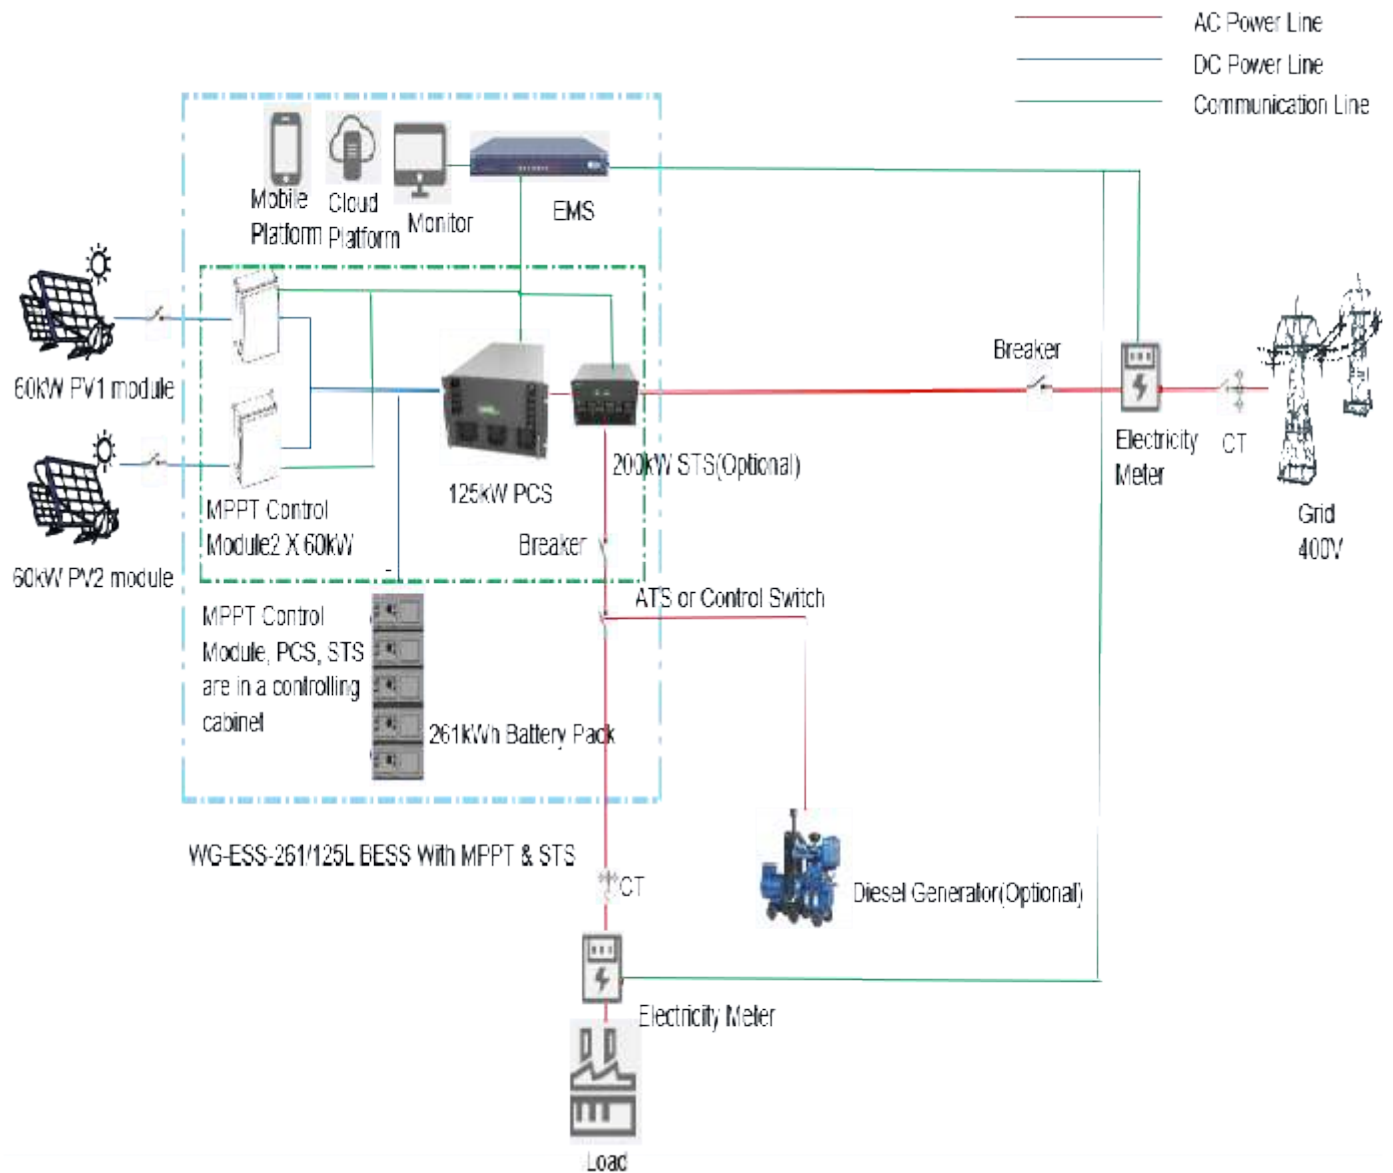 AC Power Line
DC Power Line
Communication Line
Mobile
Platform
Cloud
Platform
Monitor
EMS
60kW PV1 module
60kW PV2 module
MPPT Control
Module2 X 60kW
125kW PCS
200kW STS(Optional)
Breaker
Breaker
Electricity
Meter
CT
Grid
400V
ATS or Control Switch
MPPT Control
Module, PCS, STS
are in a controlling
cabinet
261kWh Battery Pack
WG-ESS-261/125L BESS With MPPT & STS
CT
Diesel Generator(Optional)
Electricity Meter
Load